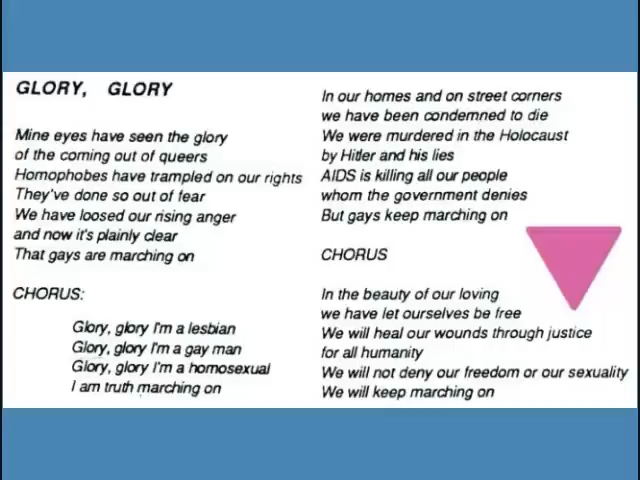 GLORY, GLORY
Mine eyes have seen the glory
of the coming out of queers
Homophobes have trampled on our rights
They've done so out of fear
We have loosed our rising anger
and now it's plainly clear
That gays are marching on
CHORUS:
Glory, glory I'm a lesbian
Glory, glory I'm a gay man
Glory, glory I'm a homosexual
I am truth marching on
In our homes and on street corners
we have been condemned to die
We were murdered in the Holocaust
by Hitler and his lies
AIDS is killing all our people
whom the government denies
But gays keep marching on
CHORUS
In the beauty of our loving
we have let ourselves be free
We will heal our wounds through justice
for all humanity
We will not deny our freedom or our sexuality
We will keep marching on